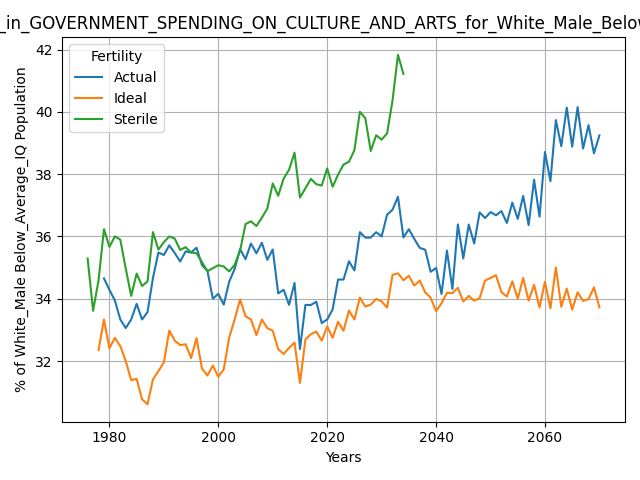 _in_GOVERNMENT_SPENDING_ON_CULTURE_AND_ARTS_for_White_Male_Below
Fertility
Actual
Ideal
Sterile
% of White_Male Below_Average_IQ Population
42
40
38
36
34
32
1980
2000
2020
2040
2060
Years